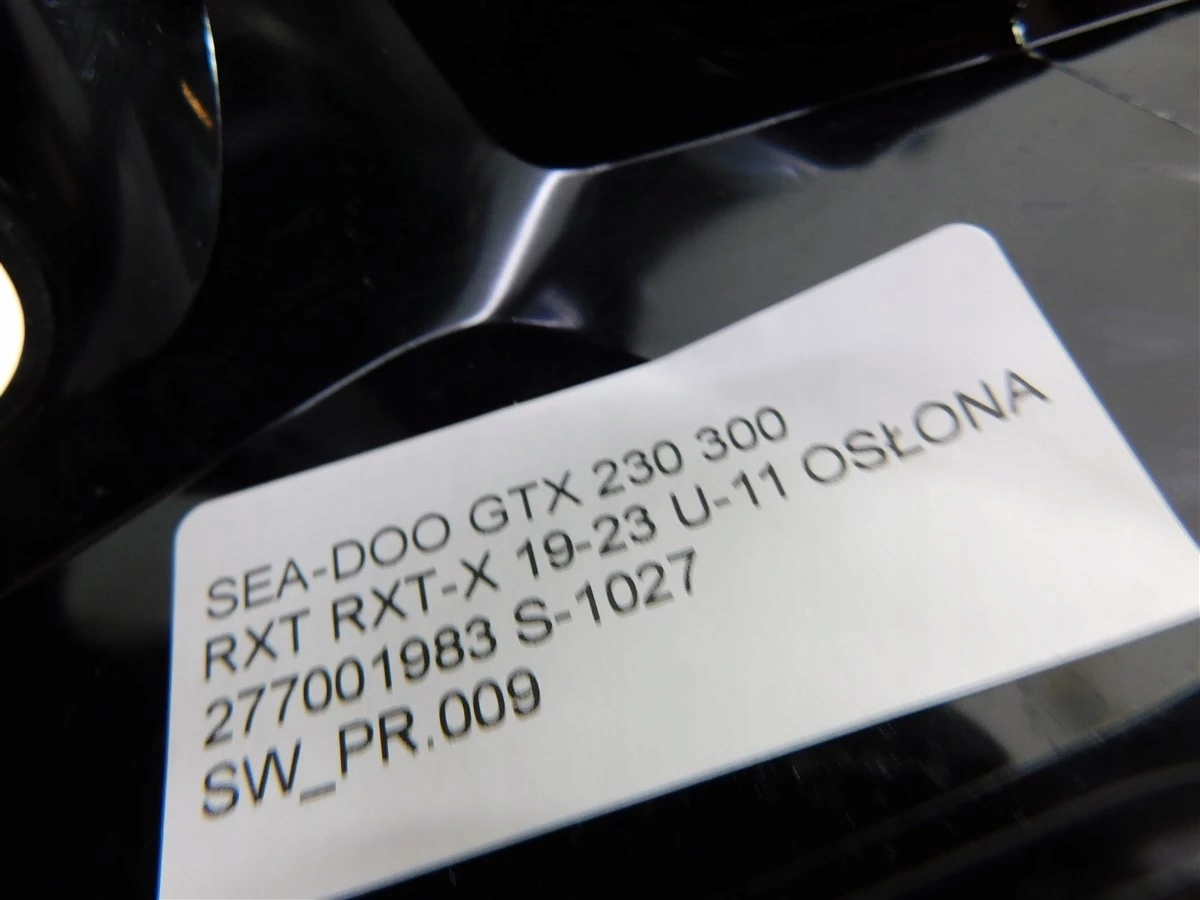 SEA-DOO GTX 230 300
RXT RXT-X 19-23 U-11 OSŁONA
277001983 S-1027
SW_PR.009